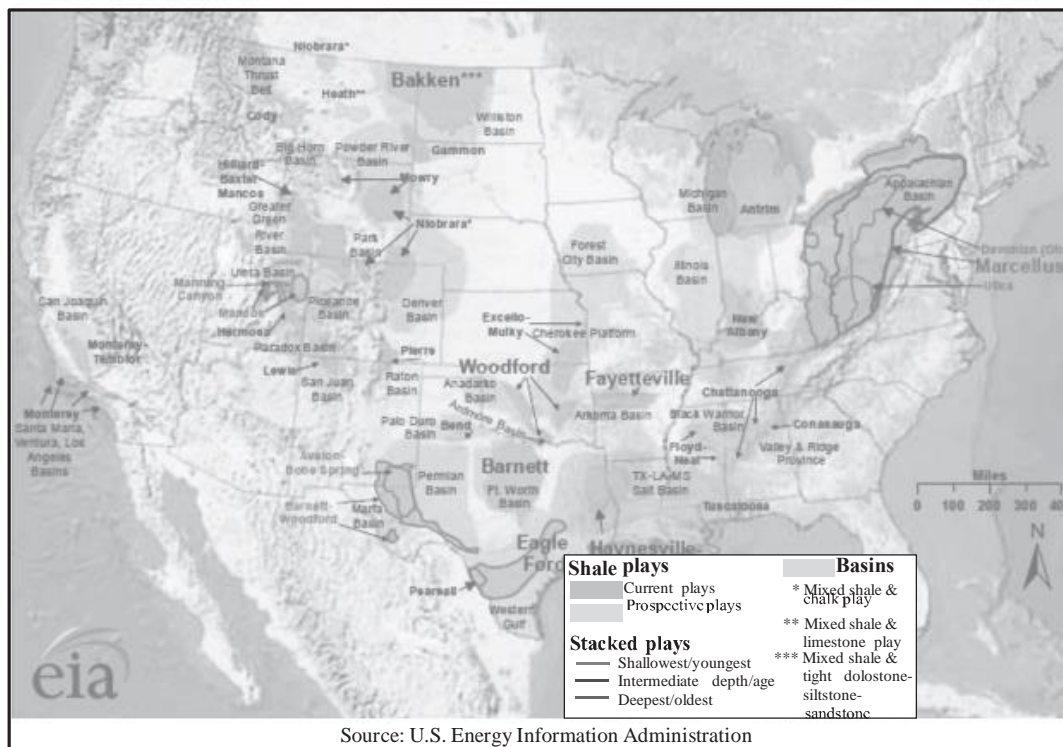 Niobrara*
Montana
Thrust
Belt
Bakken***
Heath**
Cody
Williston
Basin
Big Horn
Basin
Powder River
Basin
Gammon
Hilliard-
Baxter
Mancos
Mowry
Greater
Green
River
Basin
Niobrara*
Park
Basin
Michigan
Basin
Antrim
Appalachian
Basin
Marcellus
Utica
Forest
City Basin
Illinois
Basin
Uinta Basin
Manning
Canyon
Mancos
Piceance
Basin
Hermosa
Denver
Basin
San Joaquin
Basin
Monterey-
Temblor
Paradox Basin
Lewis
San Juan
Basin
Pierre
Raton
Basin
Excello-
Mulky
Cherokee Platform
New
Albany
Woodford
Anadarko
Basin
Fayetteville
Chattanooga
Monterey
Santa Maria,
Ventura, Los
Angeles
Basins
Palo Duro
Basin
Bend
Ardmore Basin
Arkoma Basin
Black Warrior
Basin
Conasauga
Floyd-
Neal
Valley & Ridge
Province
Avalon-
Bone Spring
Permian
Basin
Barnett
Ft. Worth
Basin
TX-LA-MS
Salt Basin
Tuscaloosa
Barnett-
Woodford
Marfa
Basin
Eagle
Haynesville-
Pearsall
Western
Gulf
Miles
0 100 200 300
N
eia
Shale plays
Current plays
Prospective plays
Stacked plays
Shallowest/youngest
Intermediate depth/age
Deepest/oldest
Basins
* Mixed shale &
chalk play
** Mixed shale &
limestone play
*** Mixed shale &
tight dolostone-
siltstone-
sandstone
Source: U.S. Energy Information Administration